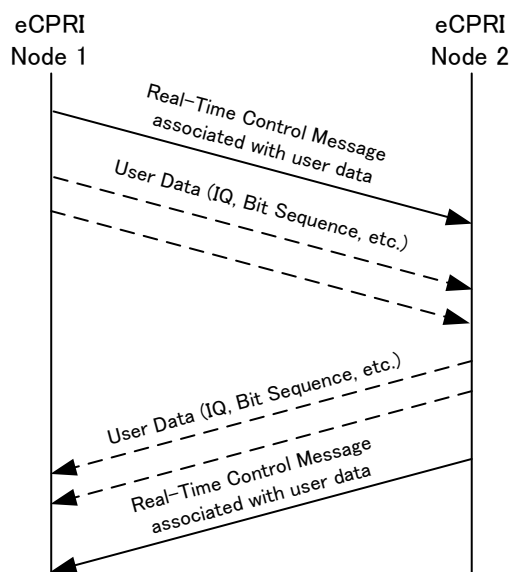 eCPRI
Node 1
eCPRI
Node 2
Real-Time Control Message
associated with user data
User Data (IQ, Bit Sequence, etc.)
User Data (IQ, Bit Sequence, etc.)
Real-Time Control Message
associated with user data